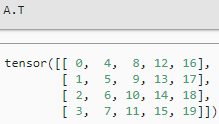 A.T
tensor([[ 0,  4,  8, 12, 16],
        [ 1,  5,  9, 13, 17],
        [ 2,  6, 10, 14, 18],
        [ 3,  7, 11, 15, 19]])